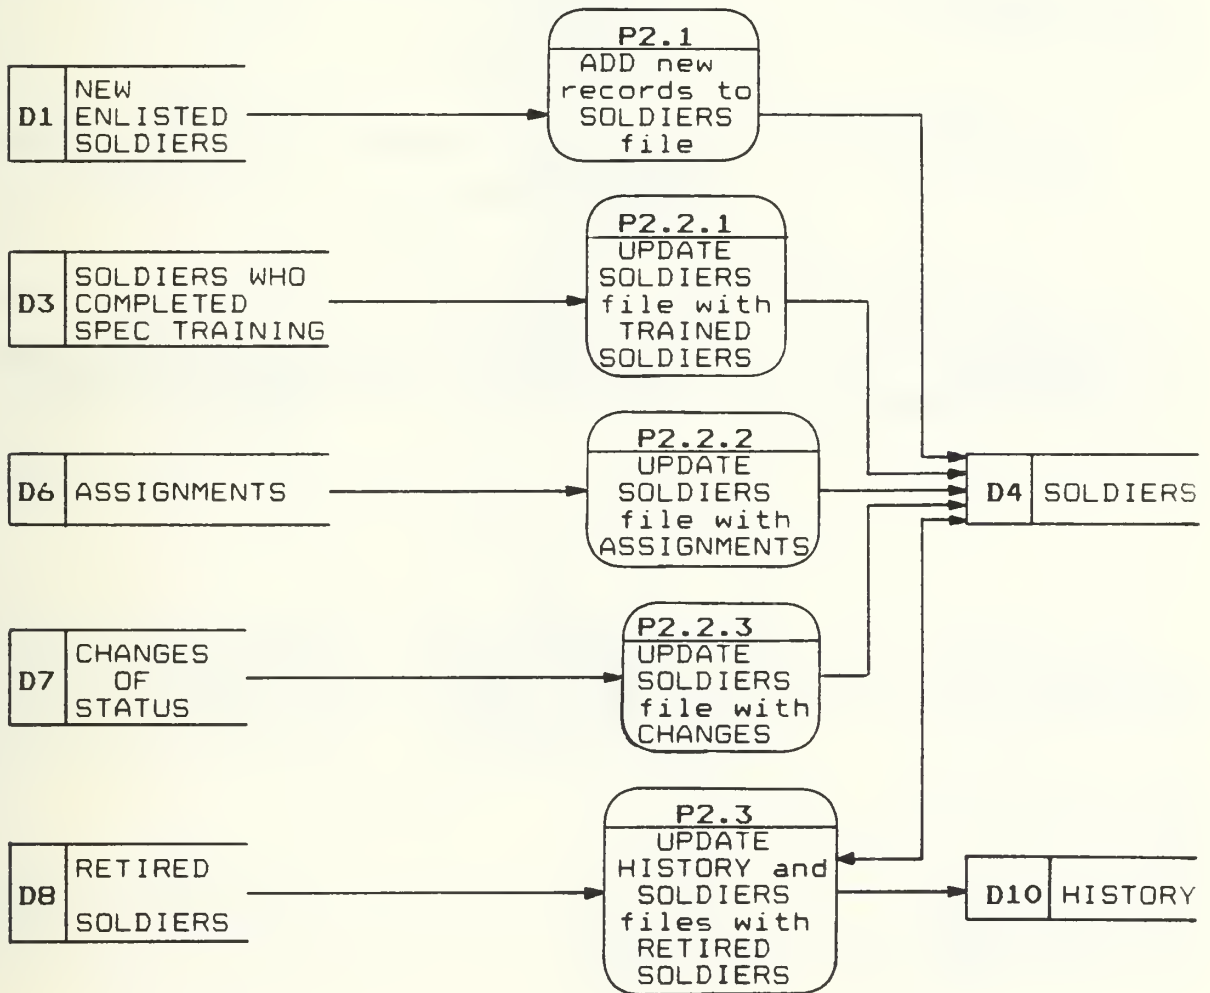 D1
NEW
ENLISTED
SOLDIERS
P2.1
ADD new
records to
SOLDIERS
file
D3
SOLDIERS WHO
COMPLETED
SPEC TRAINING
P2.2.1
UPDATE
SOLDIERS
file with
TRAINED
SOLDIERS
D6
ASSIGNMENTS
P2.2.2
UPDATE
SOLDIERS
file with
ASSIGNMENTS
D4
SOLDIERS
D7
CHANGES
OF
STATUS
P2.2.3
UPDATE
SOLDIERS
file with
CHANGES
D8
RETIRED
SOLDIERS
P2.3
UPDATE
HISTORY and
SOLDIERS
files with
RETIRED
SOLDIERS
D10
HISTORY